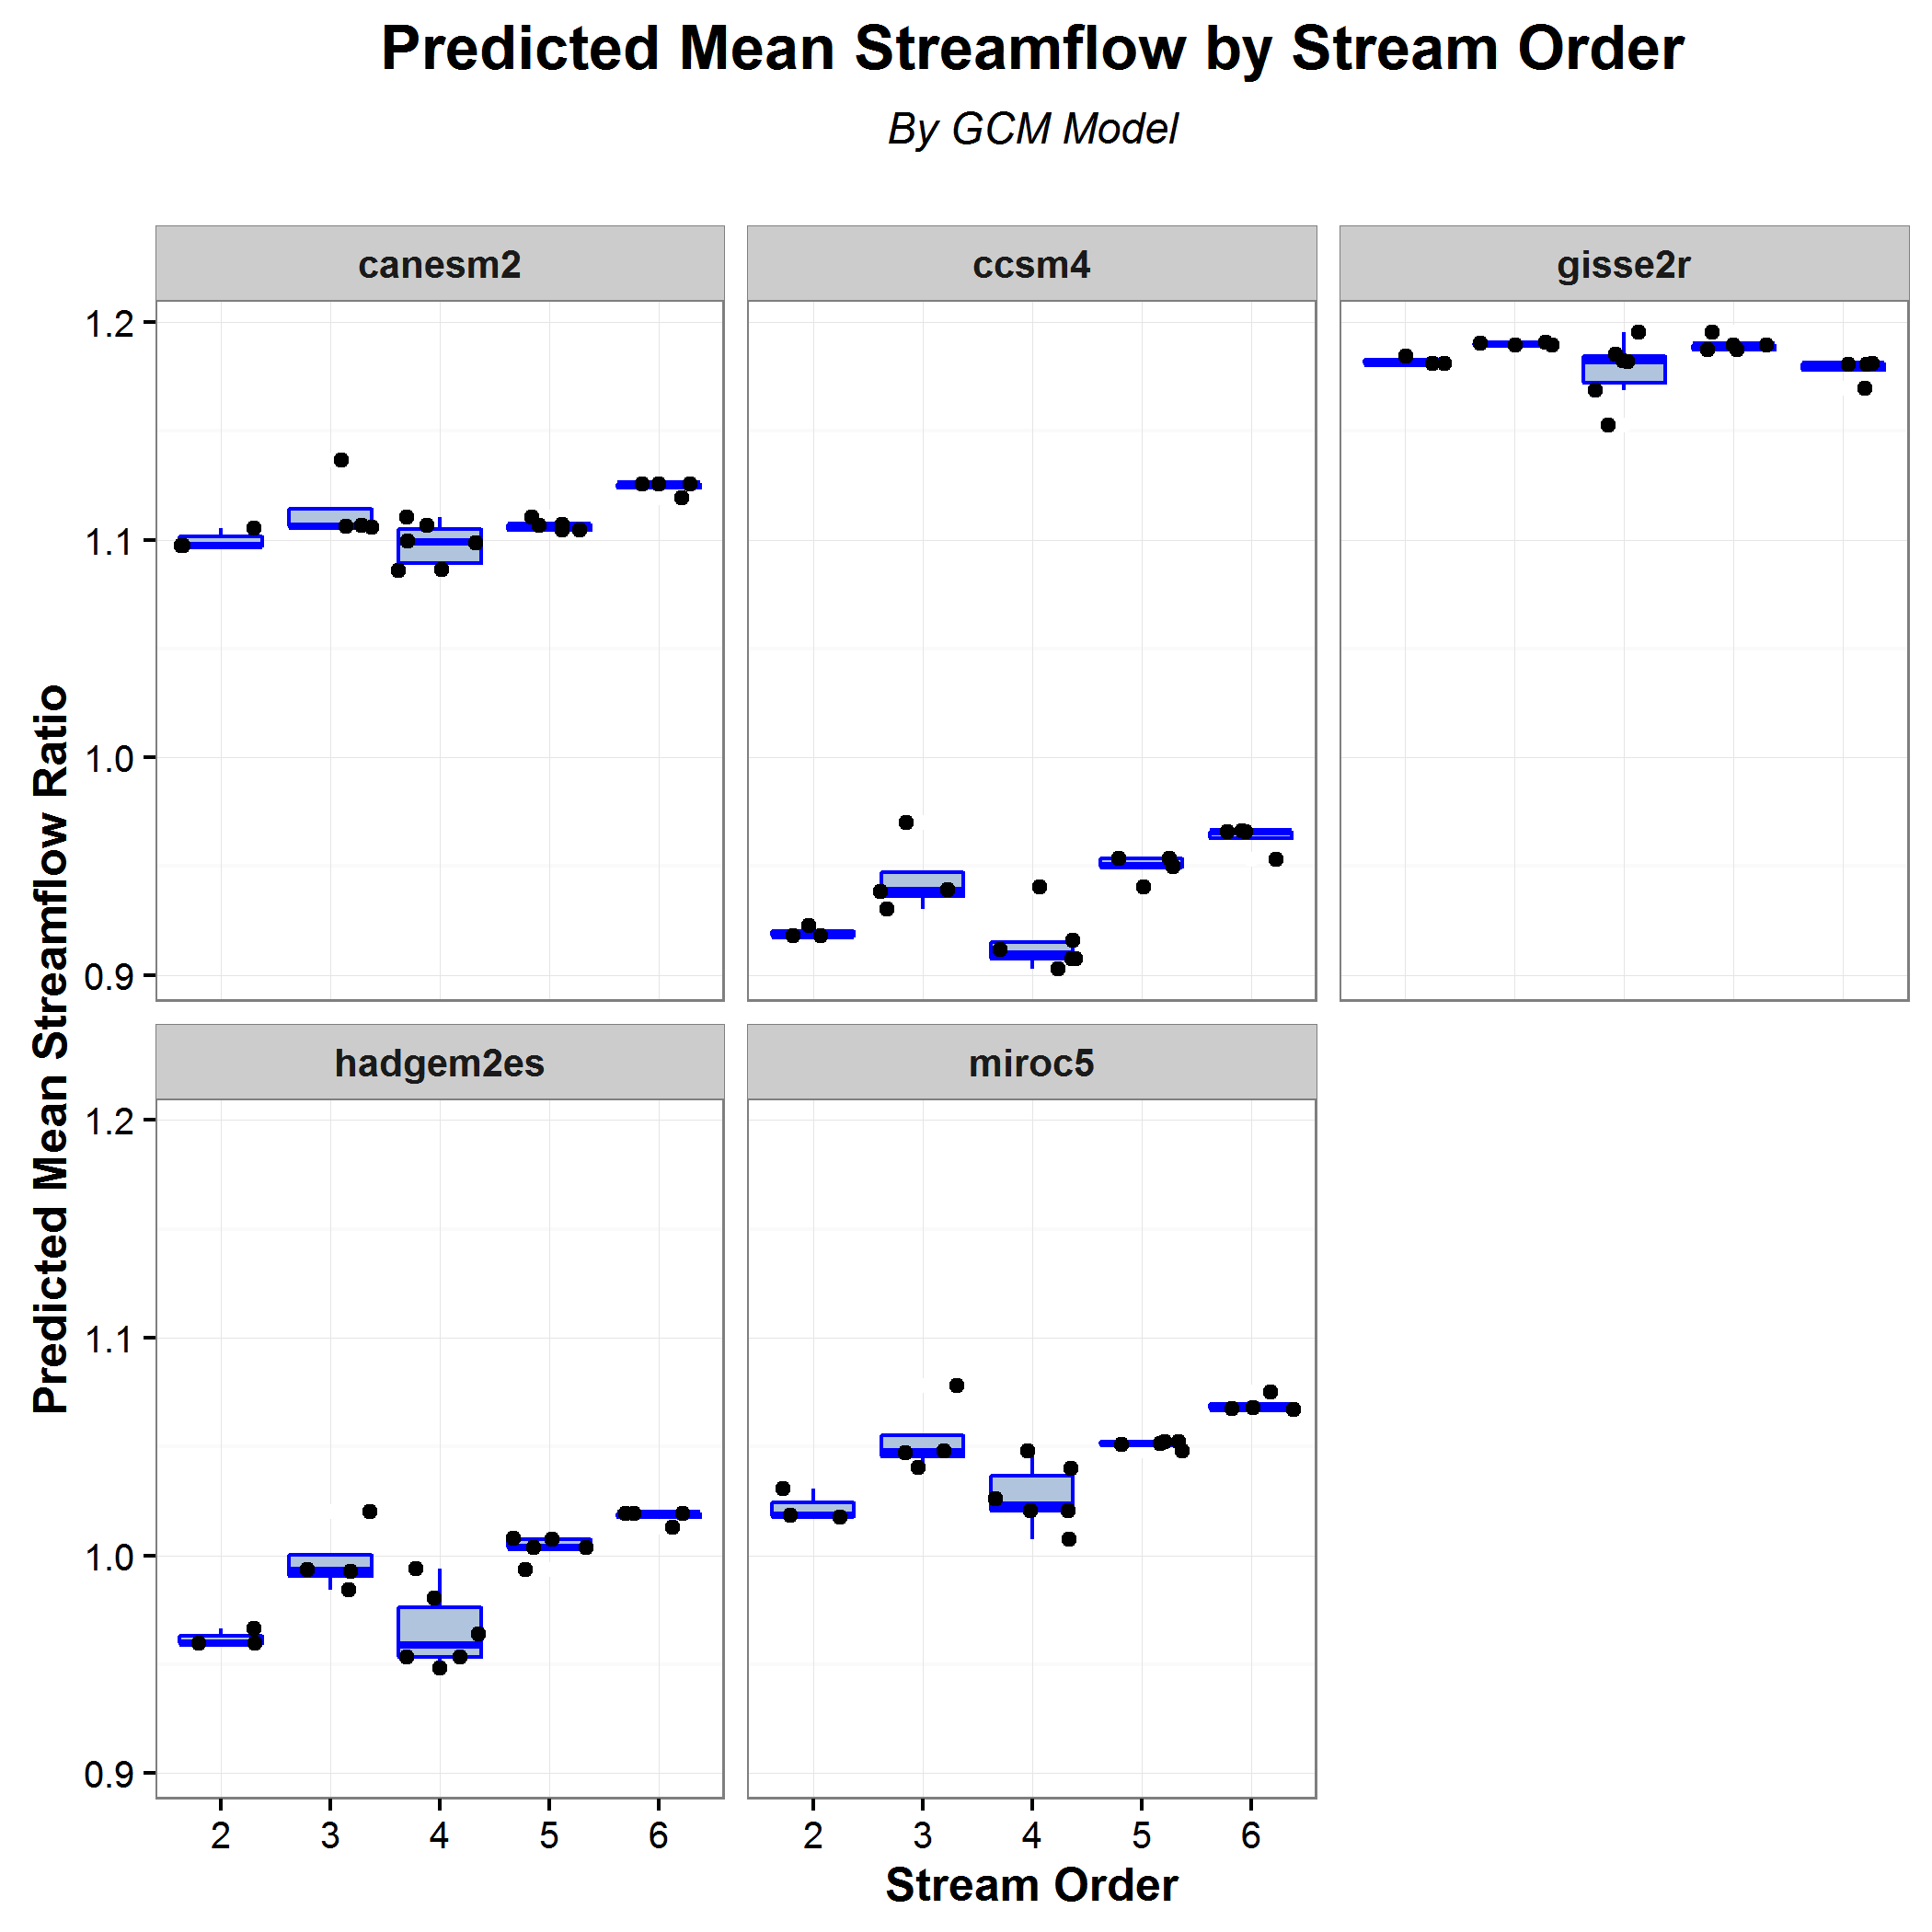 Predicted Mean Streamflow by Stream Order
By GCM Model
canesm2
ccsm4
gisse2r
1.2
1.1
1.0
0.9
hadgem2es
miroc5
1.2
1.1
1.0
0.9
2 3 4 5 6
2 3 4 5 6
Stream Order
Predicted Mean Streamflow Ratio